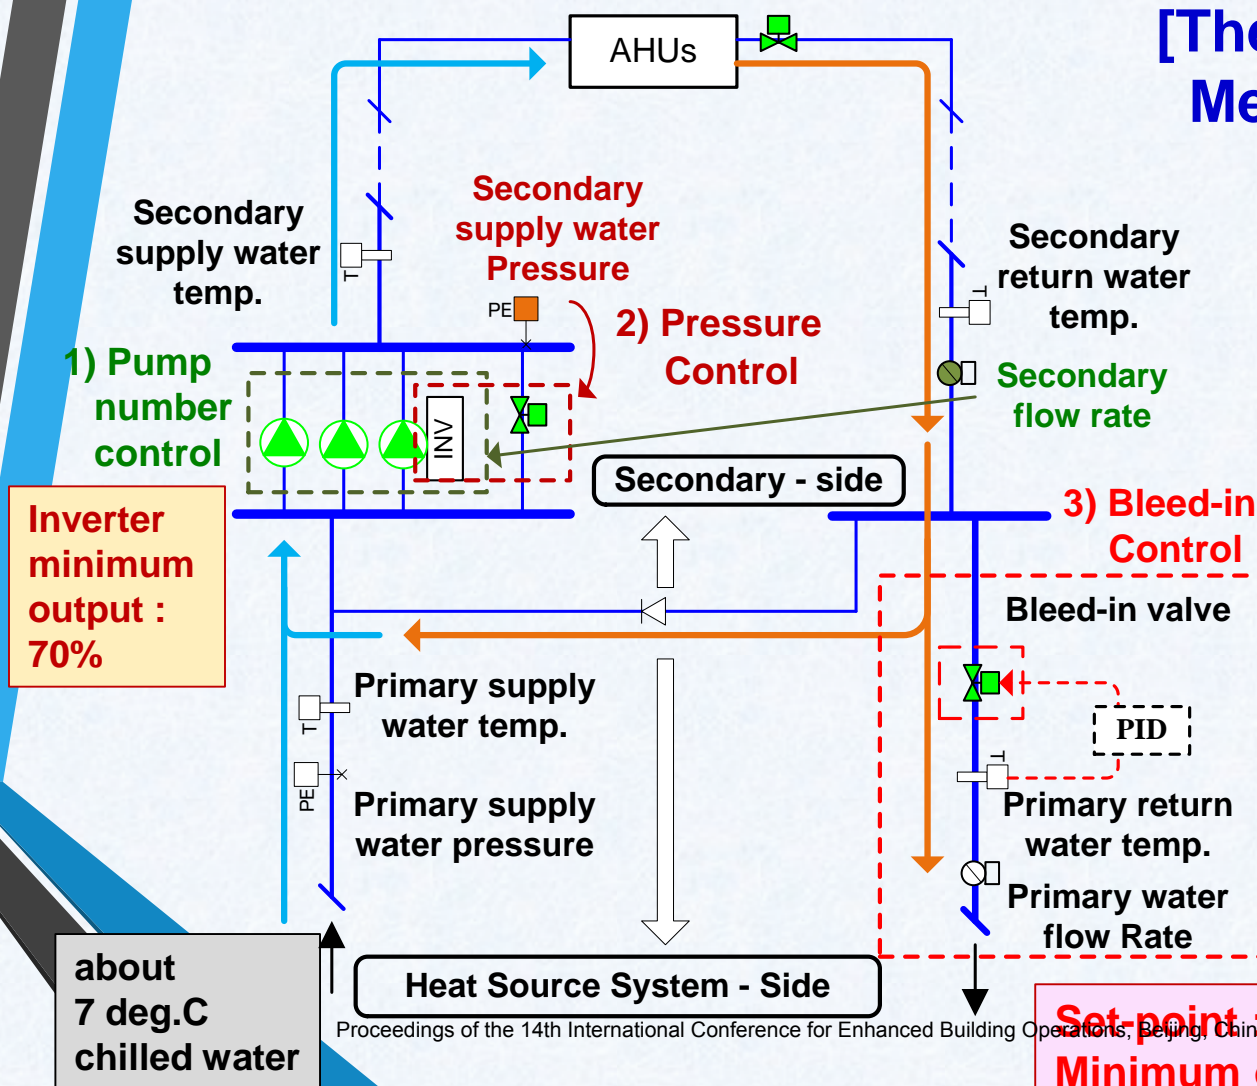 [The
Me
AHUs
Secondary
supply water
temp.
T
Secondary
supply water
Pressure
PE
2) Pressure
Control
Secondary
return water
temp.
T
Secondary
flow rate
1) Pump
number
control
INV
Inverter
minimum
output :
70%
Secondary - side
3) Bleed-in
Control
Bleed-in valve
PID
T
Primary supply
water temp.
T
PE
Primary supply
water pressure
Primary return
water temp.
Primary water
flow Rate
about
7 deg.C
chilled water
Heat Source System - Side
Proceedings of the 14th International Conference for Enhanced Building Operations, Beijing, Chin
Set-point
Minimum